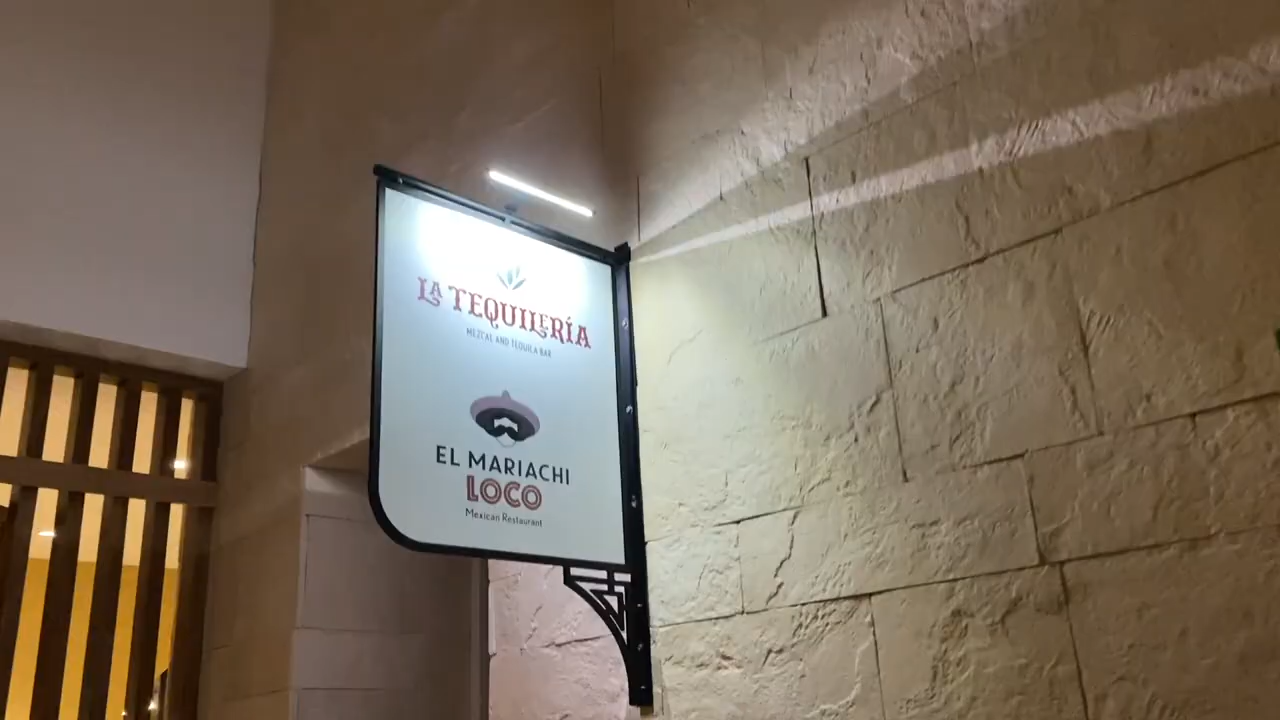 LA TEQUILERÍA
MEZCAL AND TEQUILA BAR
EL MARIACHI
LOCO
Mexican Restaurant